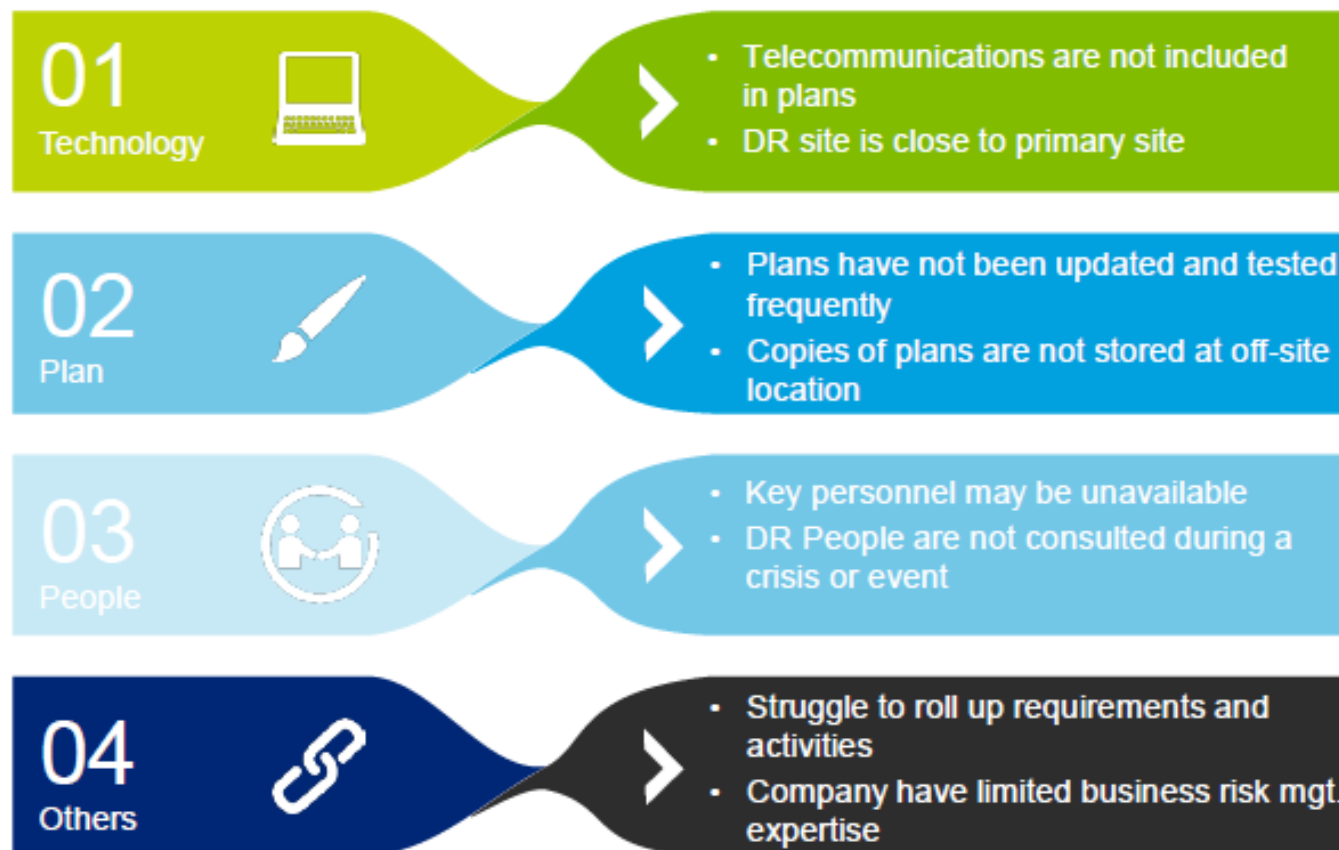 01
Technology
• Telecommunications are not included
in plans
• DR site is close to primary site
02
Plan
• Plans have not been updated and tested
frequently
• Copies of plans are not stored at off-site
location
03
People
• Key personnel may be unavailable
• DR People are not consulted during a
crisis or event
04
Others
• Struggle to roll up requirements and
activities
• Company have limited business risk mgt.
expertise